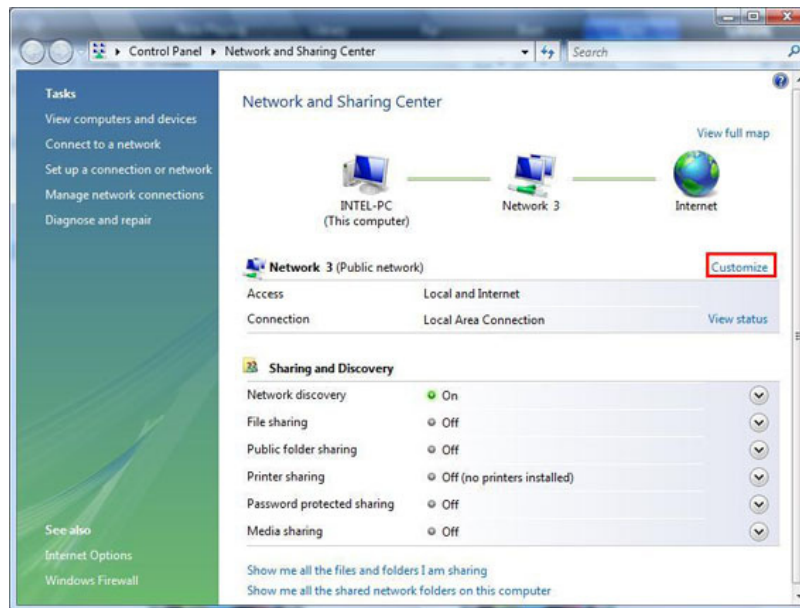 Control Panel
Network and Sharing Center
Search
Tasks
View computers and devices
Connect to a network
Set up a connection or network
Manage network connections
Diagnose and repair
See also
Internet Options
Windows Firewall
Network and Sharing Center
View full map
INTEL-PC
(This computer)
Network 3
Internet
Network 3 (Public network)
Customize
Access Local and Internet
Connection Local Area Connection View status
Sharing and Discovery
Network discovery On
File sharing Off
Public folder sharing Off
Printer sharing Off (no printers installed)
Password protected sharing Off
Media sharing Off
Show me all the files and folders I am sharing
Show me all the shared network folders on this computer